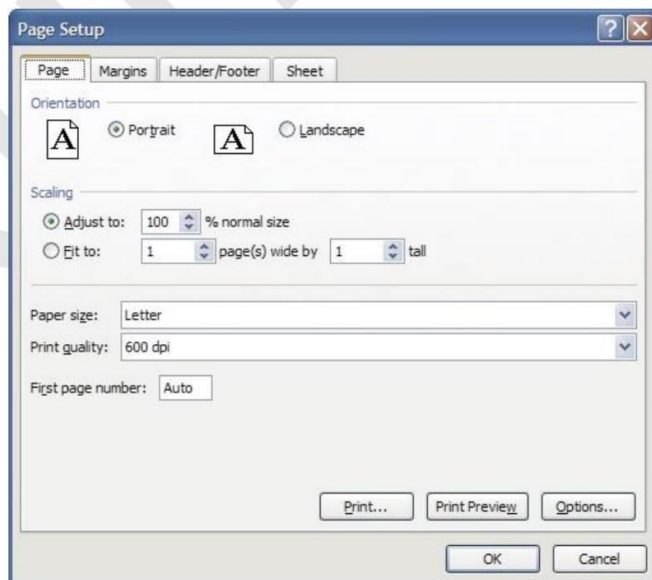 Page Setup
Page Margins Header/Footer Sheet
Orientation
A Portrait A Landscape
Scaling
Adjust to: 100 % normal size
Fit to: 1 page(s) wide by 1 tall
Paper size: Letter
Print quality: 600 dpi
First page number: Auto
Print... Print Preview Options...
OK Cancel